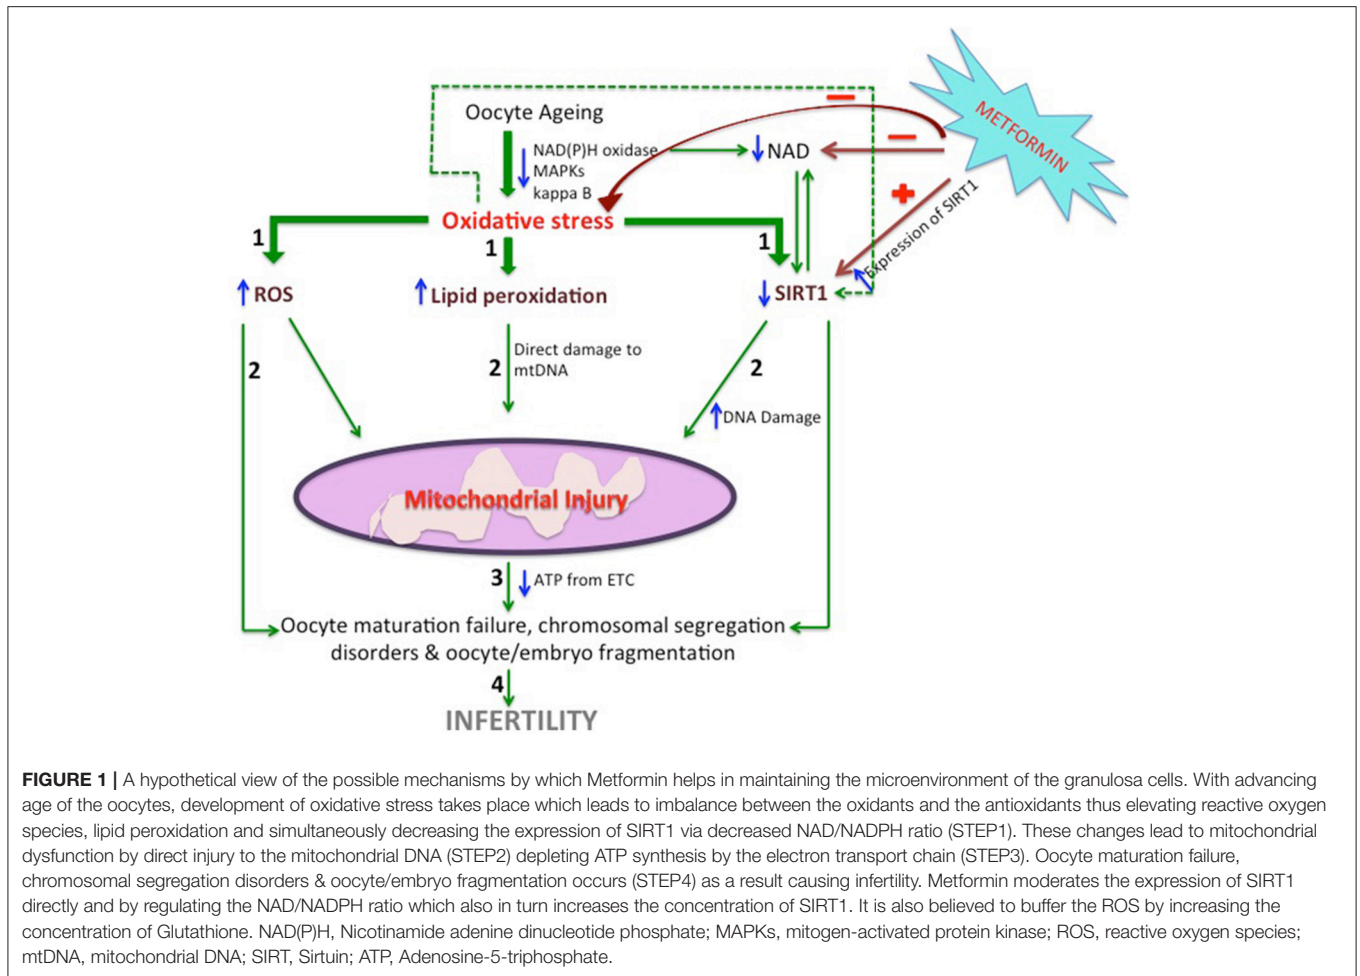 Oocyte Ageing
NAD(P)H oxidase
MAPKs
kappa B
NAD
METFORMIN
Expression of SIRT1
Oxidative stress
1
1
1
ROS
Lipid peroxidation
SIRT1
2
2
Direct damage to
mtDNA
2
DNA Damage
Mitochondrial Injury
3
ATP from ETC
Oocyte maturation failure, chromosomal segregation
disorders & oocyte/embryo fragmentation
4
INFERTILITY
FIGURE 1 | A hypothetical view of the possible mechanisms by which Metformin helps in maintaining the microenvironment of the granulosa cells. With advancing
age of the oocytes, development of oxidative stress takes place which leads to imbalance between the oxidants and the antioxidants thus elevating reactive oxygen
species, lipid peroxidation and simultaneously decreasing the expression of SIRT1 via decreased NAD/NADPH ratio (STEP1). These changes lead to mitochondrial
dysfunction by direct injury to the mitochondrial DNA (STEP2) depleting ATP synthesis by the electron transport chain (STEP3). Oocyte maturation failure,
chromosomal segregation disorders & oocyte/embryo fragmentation occurs (STEP4) as a result causing infertility. Metformin moderates the expression of SIRT1
directly and by regulating the NAD/NADPH ratio which also in turn increases the concentration of SIRT1. It is also believed to buffer the ROS by increasing the
concentration of Glutathione. NAD(P)H, Nicotinamide adenine dinucleotide phosphate; MAPKs, mitogen-activated protein kinase; ROS, reactive oxygen species;
mtDNA, mitochondrial DNA; SIRT, Sirtuin; ATP, Adenosine-5-triphosphate.